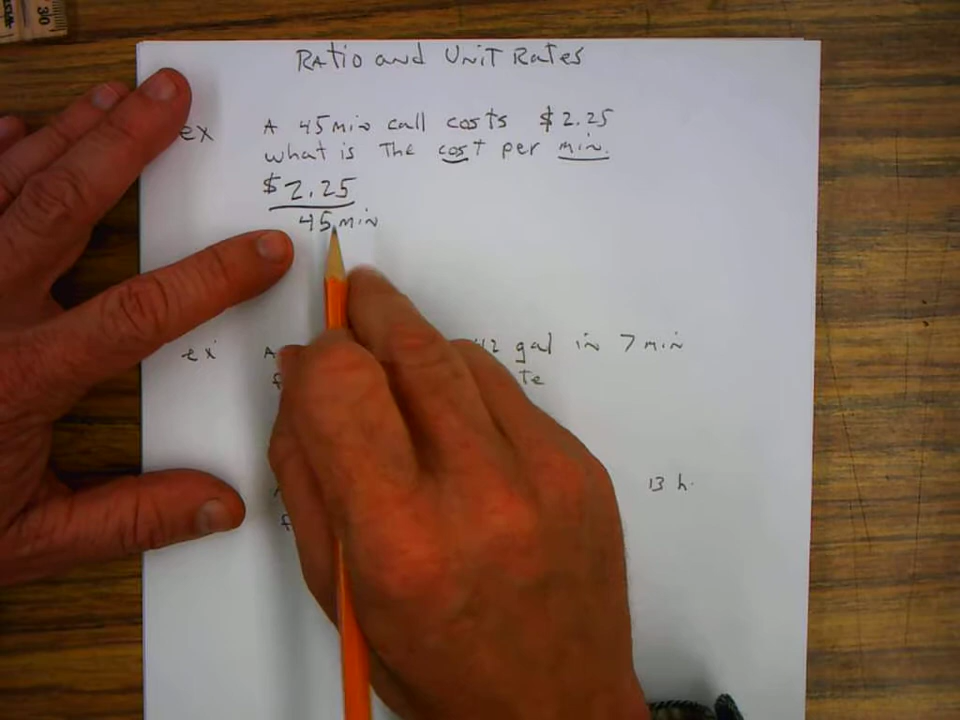 30
Ratio and Unit Rates
ex A 45 min call costs $2.25
what is the cost per min.
$2.25
45 min
ex A gal in 7 min
13 h.